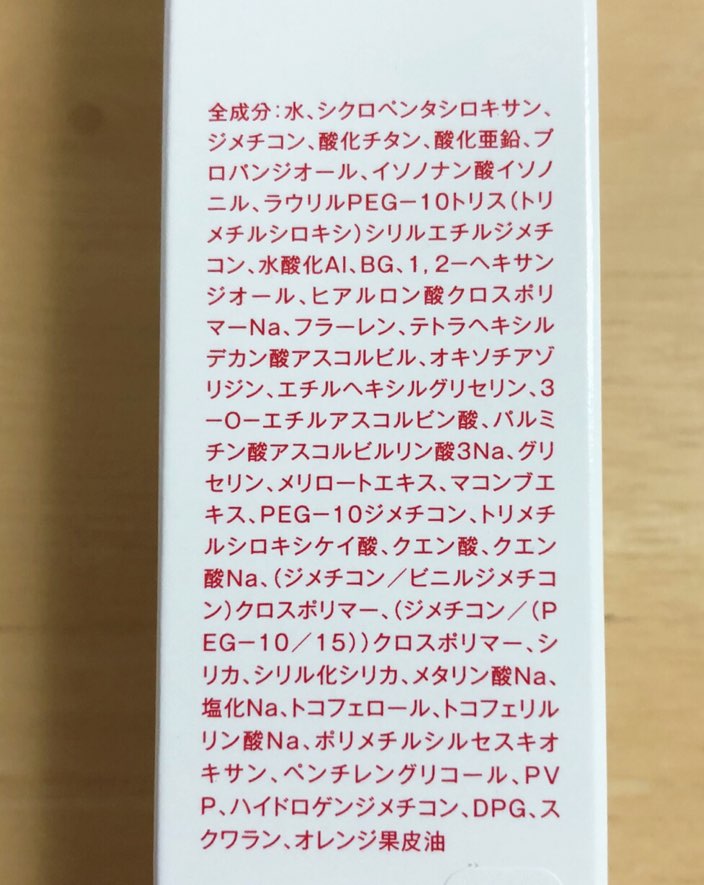 全成分：水、シクロペンタシロキサン、
ジメチコン、酸化チタン、酸化亜鉛、プ
ロパンジオール、イソノナン酸イソノ
ニル、ラウリルPEG－10トリス（トリ
メチルシロキシ）シリルエチルジメチ
コン、水酸化Al、BG、1,2－ヘキサン
ジオール、ヒアルロン酸クロスポリ
マーNa、フラーレン、テトラヘキシル
デカン酸アスコルビル、オキソチアゾ
リジン、エチルヘキシルグリセリン、3
－O－エチルアスコルビン酸、パルミ
チン酸アスコルビルリン酸3Na、グリ
セリン、メリロートエキス、マコンブエ
キス、PEG－10ジメチコン、トリメチ
ルシロキシケイ酸、クエン酸、クエン
酸Na、（ジメチコン／ビニルジメチコ
ン）クロスポリマー、（ジメチコン／（P
EG－10／15））クロスポリマー、シ
リカ、シリル化シリカ、メタリン酸Na、
塩化Na、トコフェロール、トコフェリル
リン酸Na、ポリメチルシルセスキオ
キサン、ペンチレングリコール、PV
P、ハイドロゲンジメチコン、DPG、ス
クワラン、オレンジ果皮油